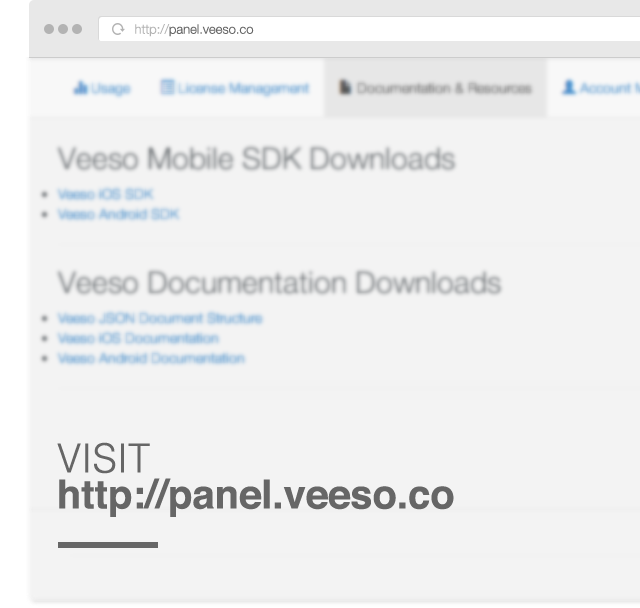 http://panel.veeso.co
Usage License Management Documentation & Resources Account
Veeso Mobile SDK Downloads
Veeso iOS SDK
Veeso Android SDK
Veeso Documentation Downloads
Veeso JSON Document Structure
Veeso iOS Documentation
Veeso Android Documentation
VISIT
http://panel.veeso.co